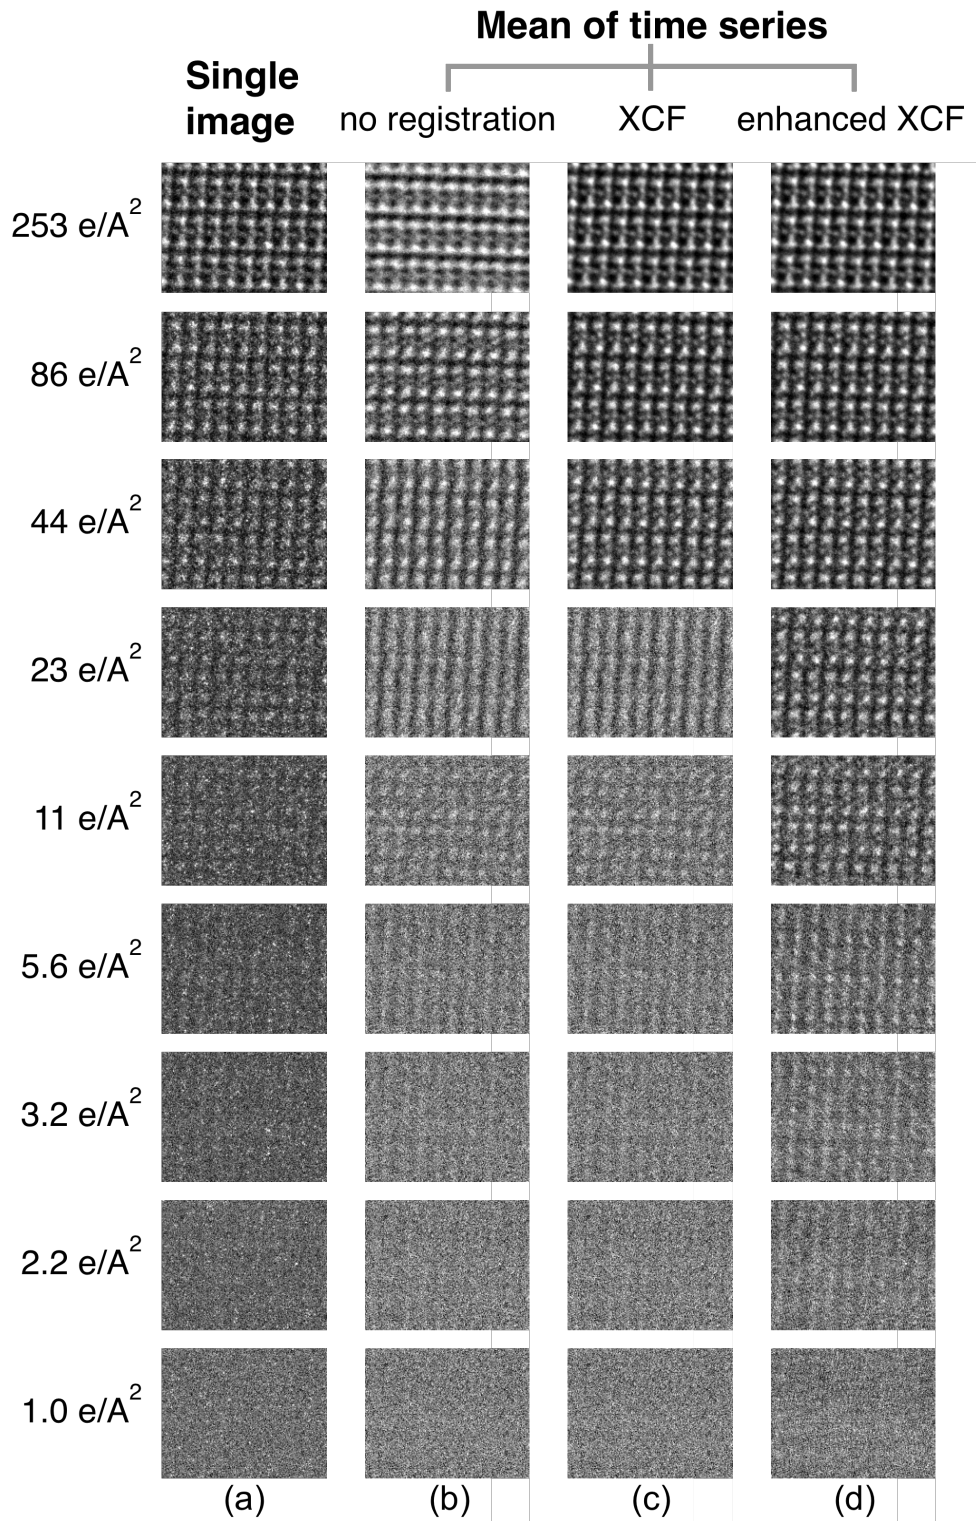 Mean of time series
Single
image
no registration XCF enhanced XCF
253 e/A²
86 e/A²
44 e/A²
23 e/A²
11 e/A²
5.6 e/A²
3.2 e/A²
2.2 e/A²
1.0 e/A²
(a) (b) (c) (d)